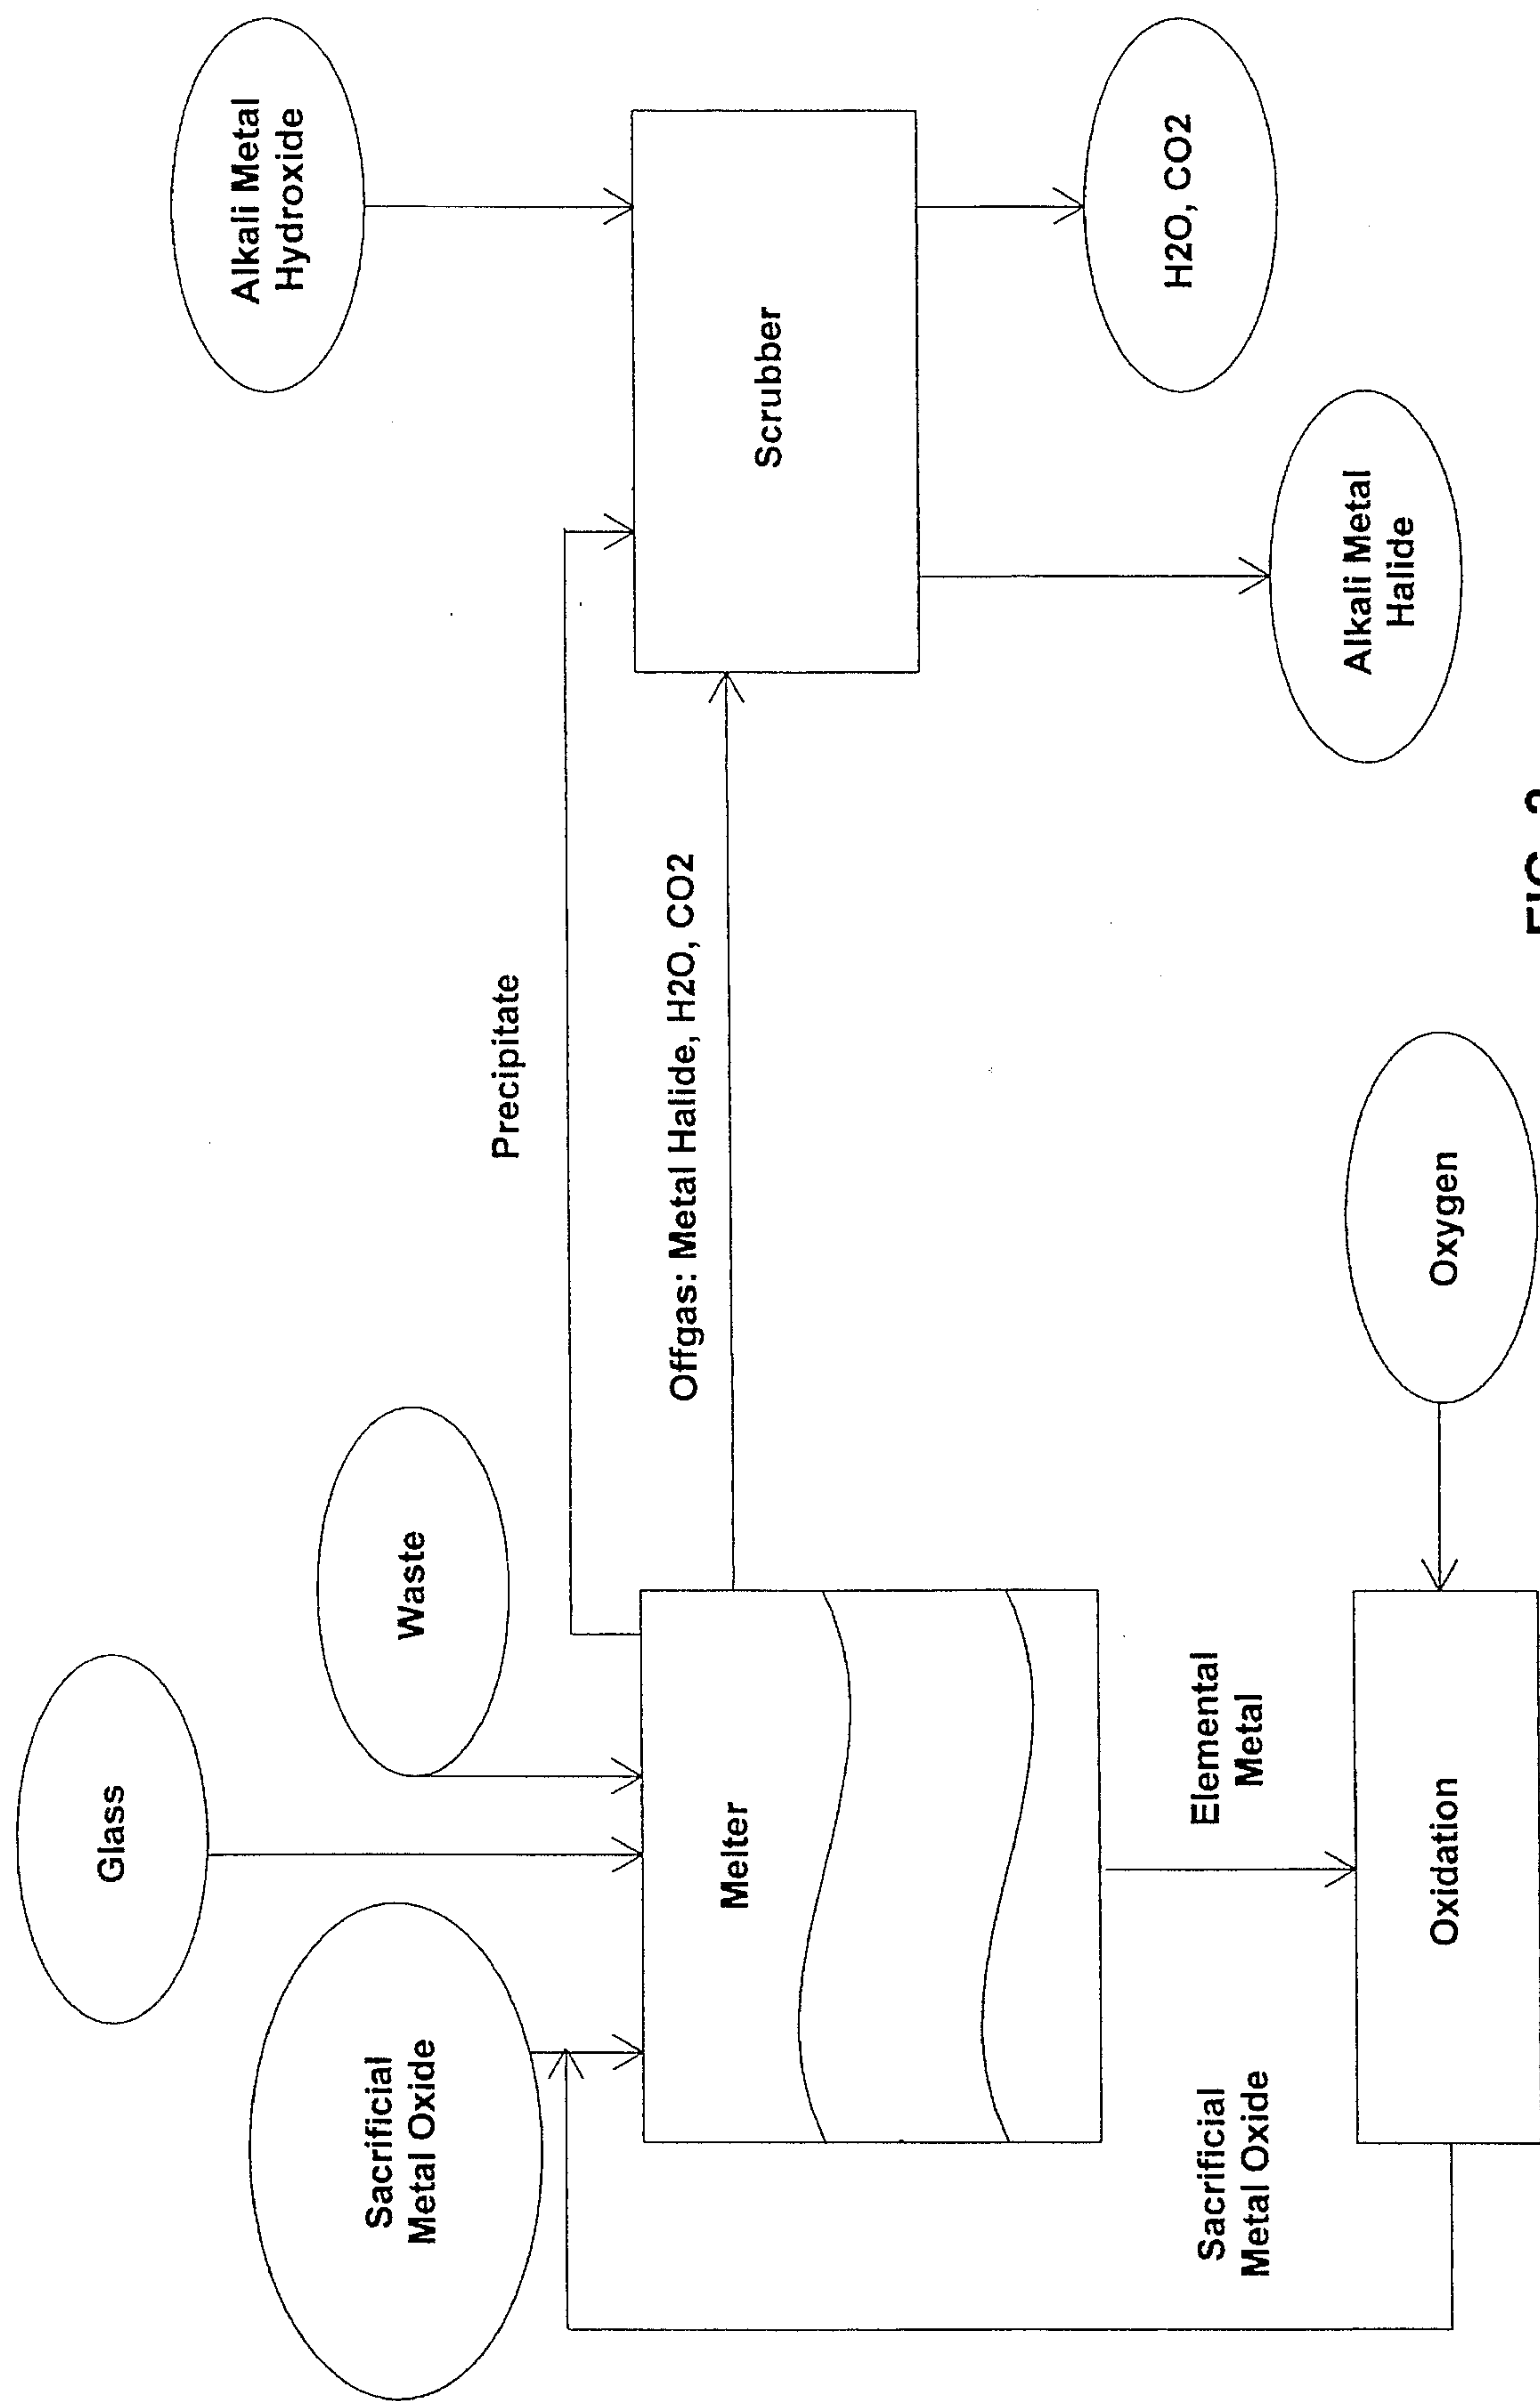 Glass
Alkali Metal
Hydroxide
Sacrificial
Metal Oxide
Waste
Precipitate
Offgas: Metal Halide, H2O, CO2
Melter
Scrubber
H2O, CO2
Sacrificial
Metal Oxide
Elemental
Metal
Alkali Metal
Halide
Oxidation
Oxygen
FIG